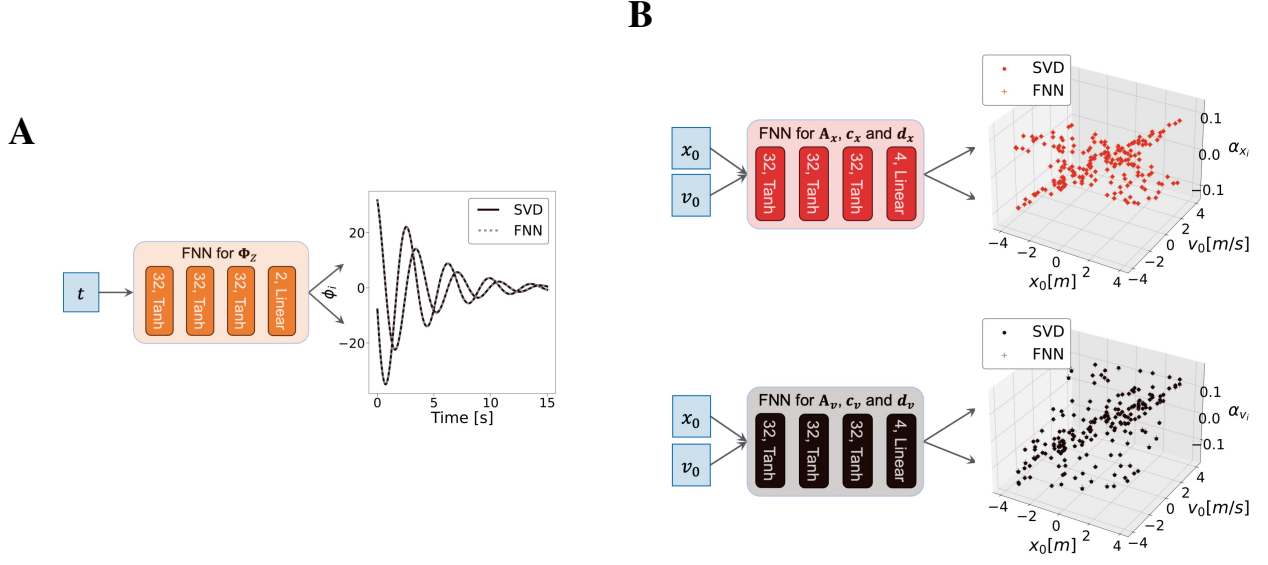 A
t
FNN for Φ_Z
32, Tanh
32, Tanh
32, Tanh
2, Linear
ϕ_i
20
0
−20
SVD
FNN
0
5
10
15
Time [s]
B
x_0
v_0
FNN for A_x, c_x and d_x
32, Tanh
32, Tanh
32, Tanh
4, Linear
SVD
FNN
0.1
0.0
−0.1
α_{x_i}
−4
−2
0
2
4
x_0[m]
−4
−2
0
2
4
v_0[m/s]
x_0
v_0
FNN for A_v, c_v and d_v
32, Tanh
32, Tanh
32, Tanh
4, Linear
SVD
FNN
0.1
0.0
−0.1
α_{v_i}
−4
−2
0
2
4
x_0[m]
−4
−2
0
2
4
v_0[m/s]